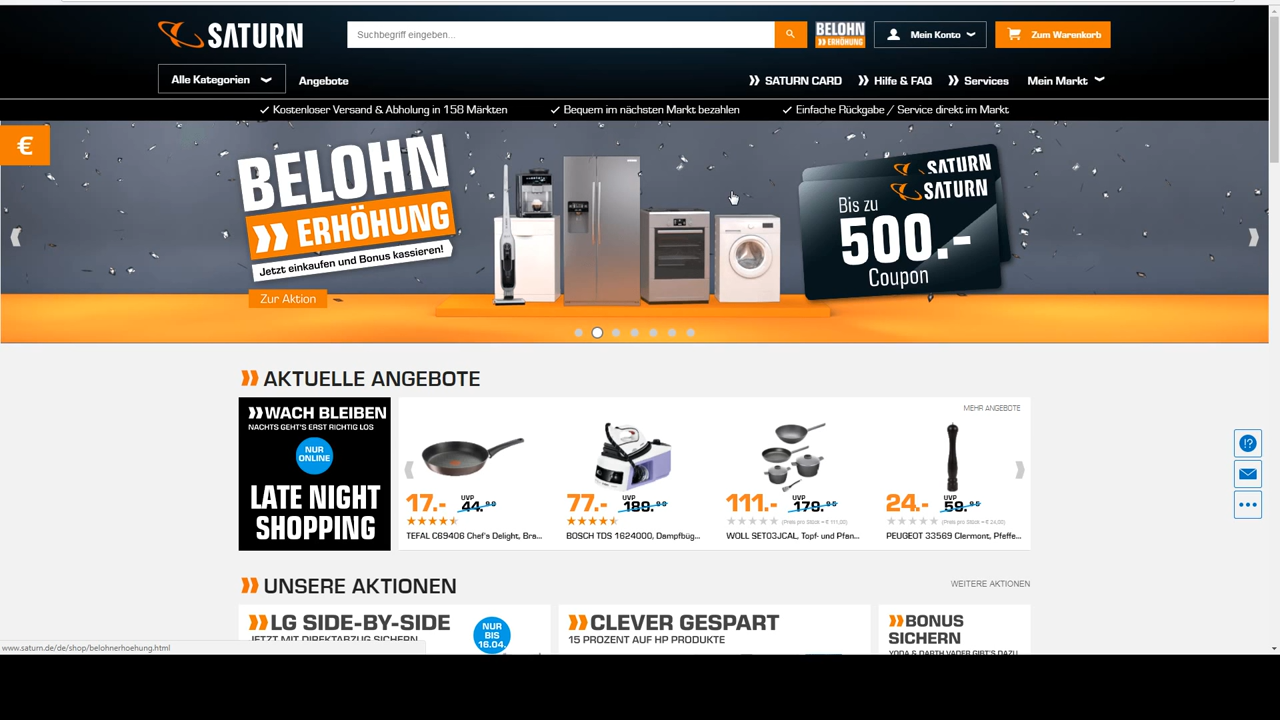 SATURN
Suchbegriff eingeben...
BELOHN
ERHÖHUNG
Mein Konto
Zum Warenkorb
Alle Kategorien
Angebote
SATURN CARD
Hilfe & FAQ
Services
Mein Markt
Kostenloser Versand & Abholung in 158 Märkten
Bequem im nächsten Markt bezahlen
Einfache Rückgabe / Service direkt im Markt
€
BELOHN
ERHÖHUNG
Jetzt einkaufen und Bonus kassieren!
Zur Aktion
SATURN
SATURN
Bis zu
500.-
Coupon
AKTUELLE ANGEBOTE
WACH BLEIBEN
NACHTS GEHT'S ERST RICHTIG LOS
NUR
ONLINE
LATE NIGHT
SHOPPING
MEHR ANGEBOTE
17.-
UVP
44.99
TEFAL C69406 Chef's Delight, Bra...
77.-
UVP
189.99
BOSCH TDS 1624000, Dampfbüg...
111.-
UVP
179.95
(Preis pro Stück = € 111,00)
WOLL SET03JCAL, Topf- und Pfan...
24.-
UVP
59.95
(Preis pro Stück = € 24,00)
PEUGEOT 33569 Clermont, Pfeffe...
!?
UNSERE AKTIONEN
WEITERE AKTIONEN
LG SIDE-BY-SIDE
JETZT MIT DIREKTABZUG SICHERN
NUR
BIS
16.04.
CLEVER GESPART
15 PROZENT AUF HP PRODUKTE
BONUS
SICHERN
YODA & DARTH VADER GIBT'S DAZU
www.saturn.de/de/shop/belohnerhoehung.html